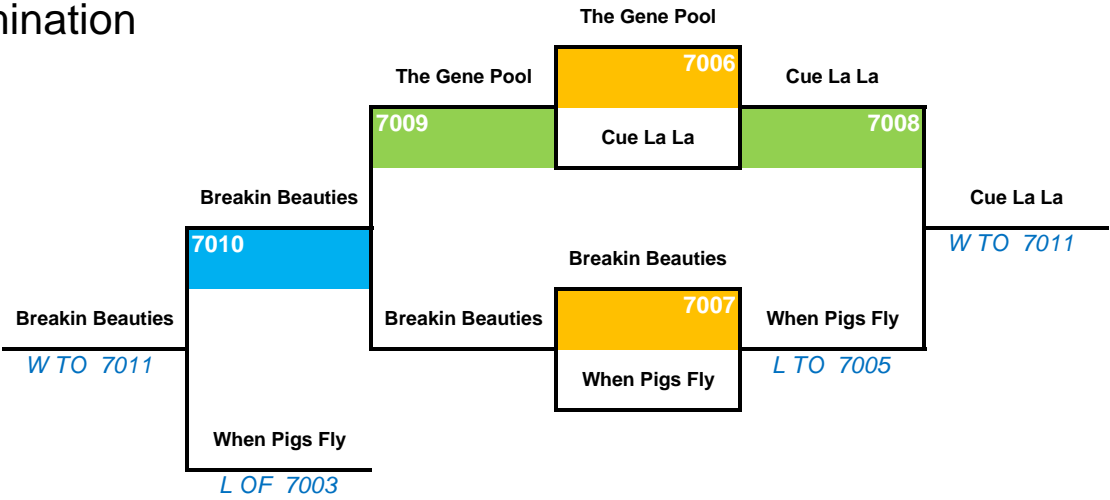 mination
The Gene Pool
7006
The Gene Pool
Cue La La
7009
Cue La La
7008
Breakin Beauties
Cue La La
7010
W TO 7011
Breakin Beauties
7007
Breakin Beauties
Breakin Beauties
When Pigs Fly
W TO 7011
L TO 7005
When Pigs Fly
When Pigs Fly
L OF 7003